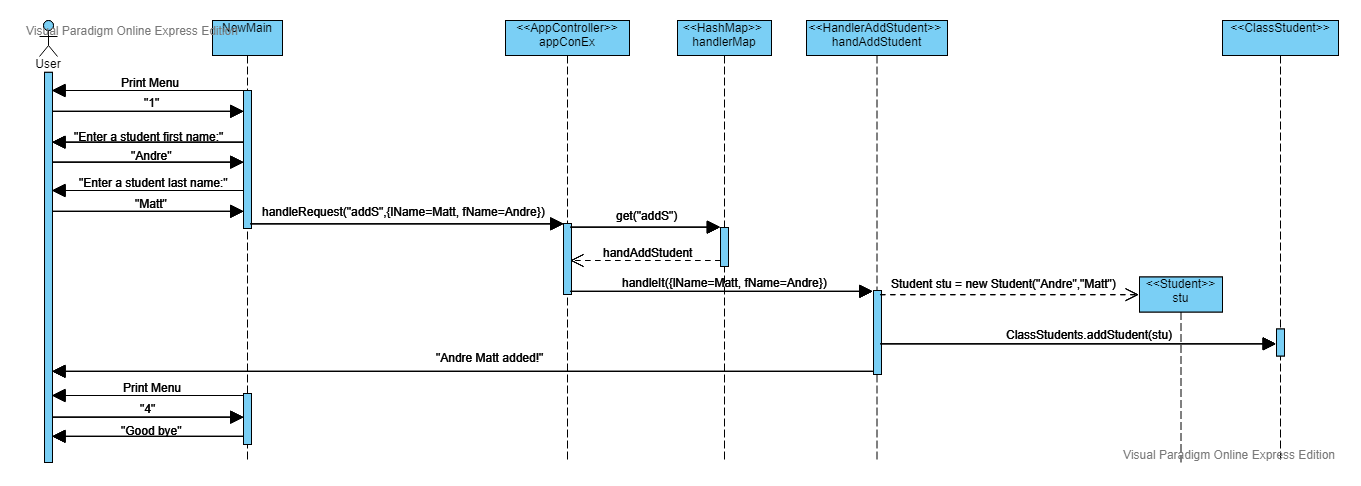 Visual Paradigm Online Express Edition
User
NowMain
<<AppController>>
appConEx
<<HashMap>>
handlerMap
<<HandlerAddStudent>>
handAddStudent
<<ClassStudent>>
Print Menu
"1"
"Enter a student first name:"
"Andre"
"Enter a student last name:"
"Matt"
handleRequest("addS",{lName=Matt, fName=Andre})
get("addS")
handAddStudent
handleIt({lName=Matt, fName=Andre})
Student stu = new Student("Andre","Matt")
<<Student>>
stu
ClassStudents.addStudent(stu)
"Andre Matt added!"
Print Menu
"4"
"Good bye"
Visual Paradigm Online Express Edition